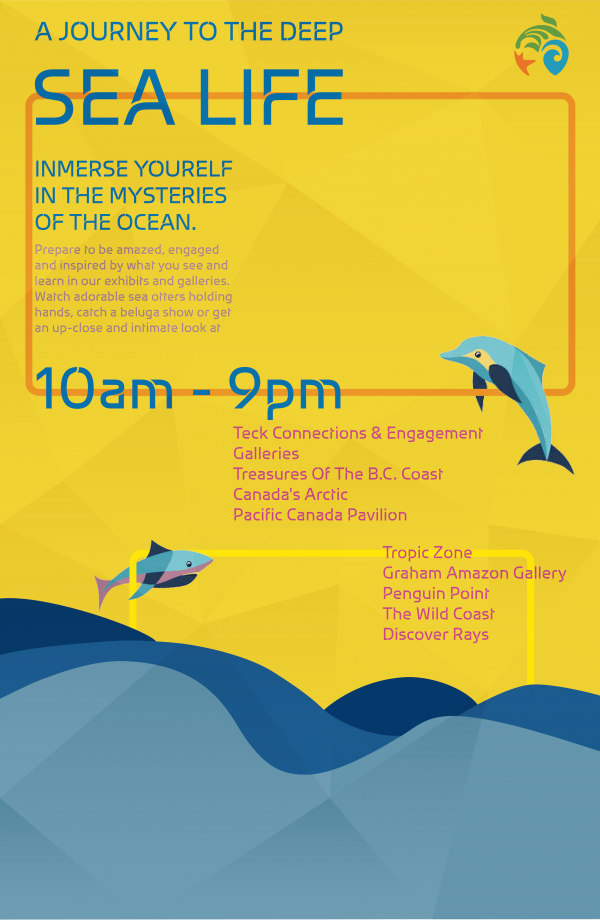 A JOURNEY TO THE DEEP
SEA LIFE
INMERSE YOURELF
IN THE MYSTERIES
OF THE OCEAN.
Prepare to be amazed, engaged
and inspired by what you see and
learn in our exhibits and galleries.
Watch adorable sea otters holding
hands, catch a beluga show or get
an up-close and intimate look at
10am - 9pm
Teck Connections & Engagement
Galleries
Treasures Of The B.C. Coast
Canada's Arctic
Pacific Canada Pavilion
Tropic Zone
Graham Amazon Gallery
Penguin Point
The Wild Coast
Discover Rays